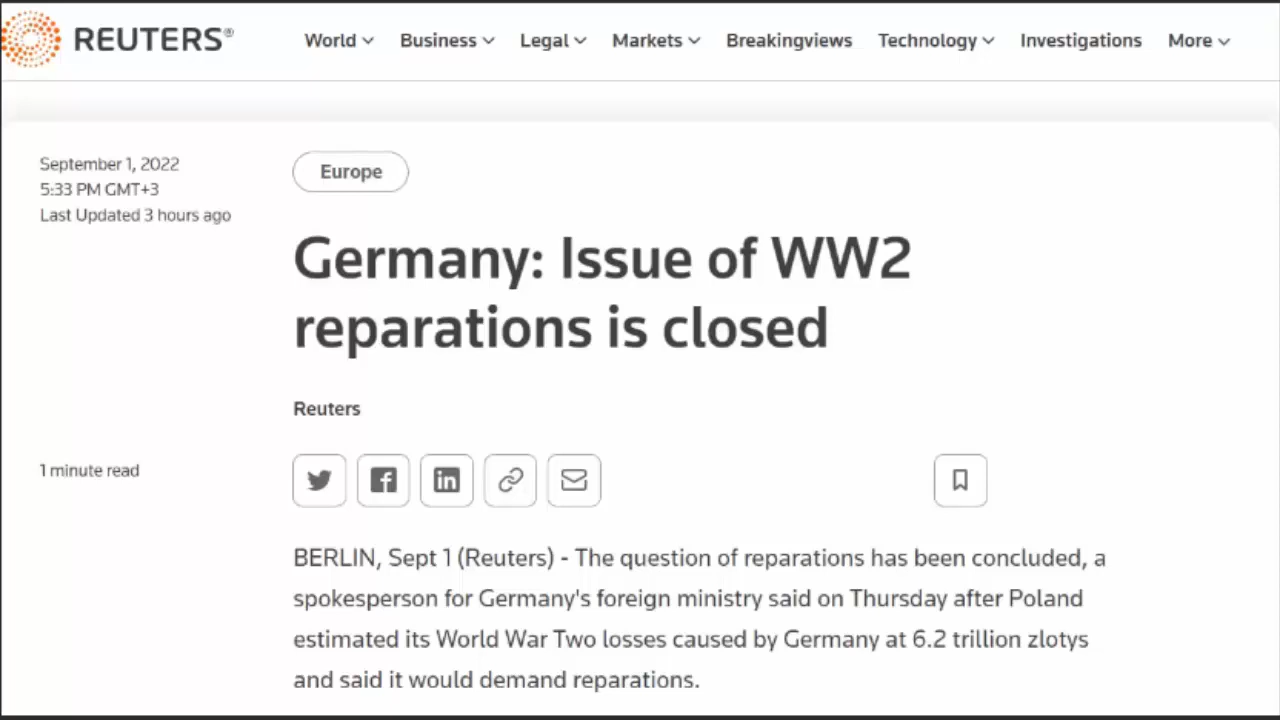 REUTERS®
World Business Legal Markets Breakingviews Technology Investigations More
September 1, 2022
5:33 PM GMT+3
Last Updated 3 hours ago
Europe
Germany: Issue of WW2
reparations is closed
Reuters
1 minute read
BERLIN, Sept 1 (Reuters) - The question of reparations has been concluded, a
spokesperson for Germany's foreign ministry said on Thursday after Poland
estimated its World War Two losses caused by Germany at 6.2 trillion zlotys
and said it would demand reparations.